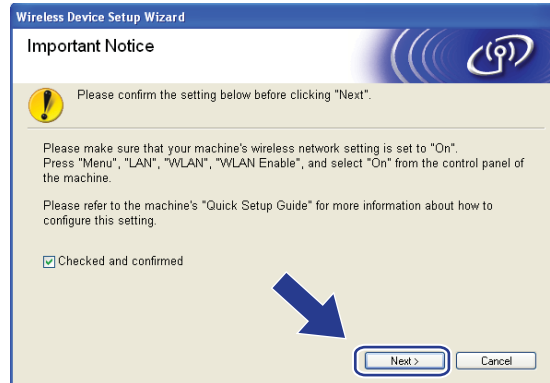 Wireless Device Setup Wizard
Important Notice
Please confirm the setting below before clicking "Next".
Please make sure that your machine's wireless network setting is set to "On".
Press "Menu", "LAN", "WLAN", "WLAN Enable", and select "On" from the control panel of
the machine.
Please refer to the machine's "Quick Setup Guide" for more information about how to
configure this setting.
Checked and confirmed
Next >
Cancel